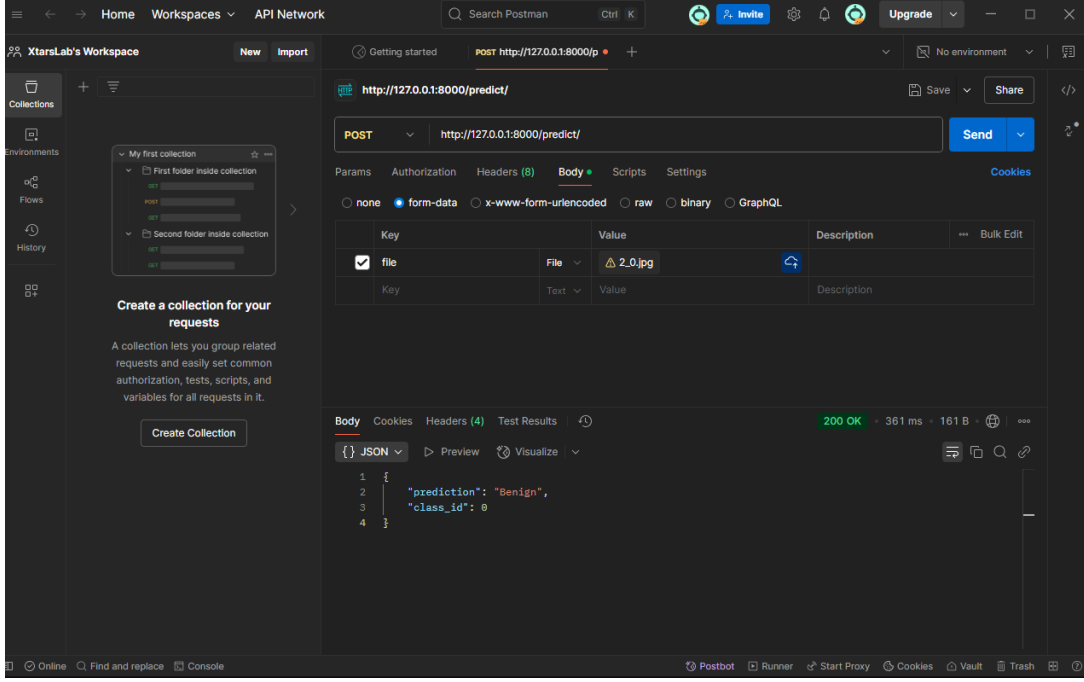 Home Workspaces API Network Search Postman Ctrl K Invite Upgrade
XtarsLab's Workspace New Import Getting started POST http://127.0.0.1:8000/p No environment
Collections
Environments
Flows
History
HTTP http://127.0.0.1:8000/predict/ Save Share
POST http://127.0.0.1:8000/predict/ Send
Params Authorization Headers (8) Body Scripts Settings Cookies
none form-data x-www-form-urlencoded raw binary GraphQL
Key Value Description Bulk Edit
file File 2_0.jpg
Key Text Value Description
My first collection
First folder inside collection
GET
POST
GET
Second folder inside collection
GET
GET
Create a collection for your
requests
A collection lets you group related
requests and easily set common
authorization, tests, scripts, and
variables for all requests in it.
Create Collection
Body Cookies Headers (4) Test Results 200 OK 361 ms 161 B
{} JSON Preview Visualize
1 {
2 "prediction": "Benign",
3 "class_id": 0
4 }
Online Find and replace Console Postbot Runner Start Proxy Cookies Vault Trash